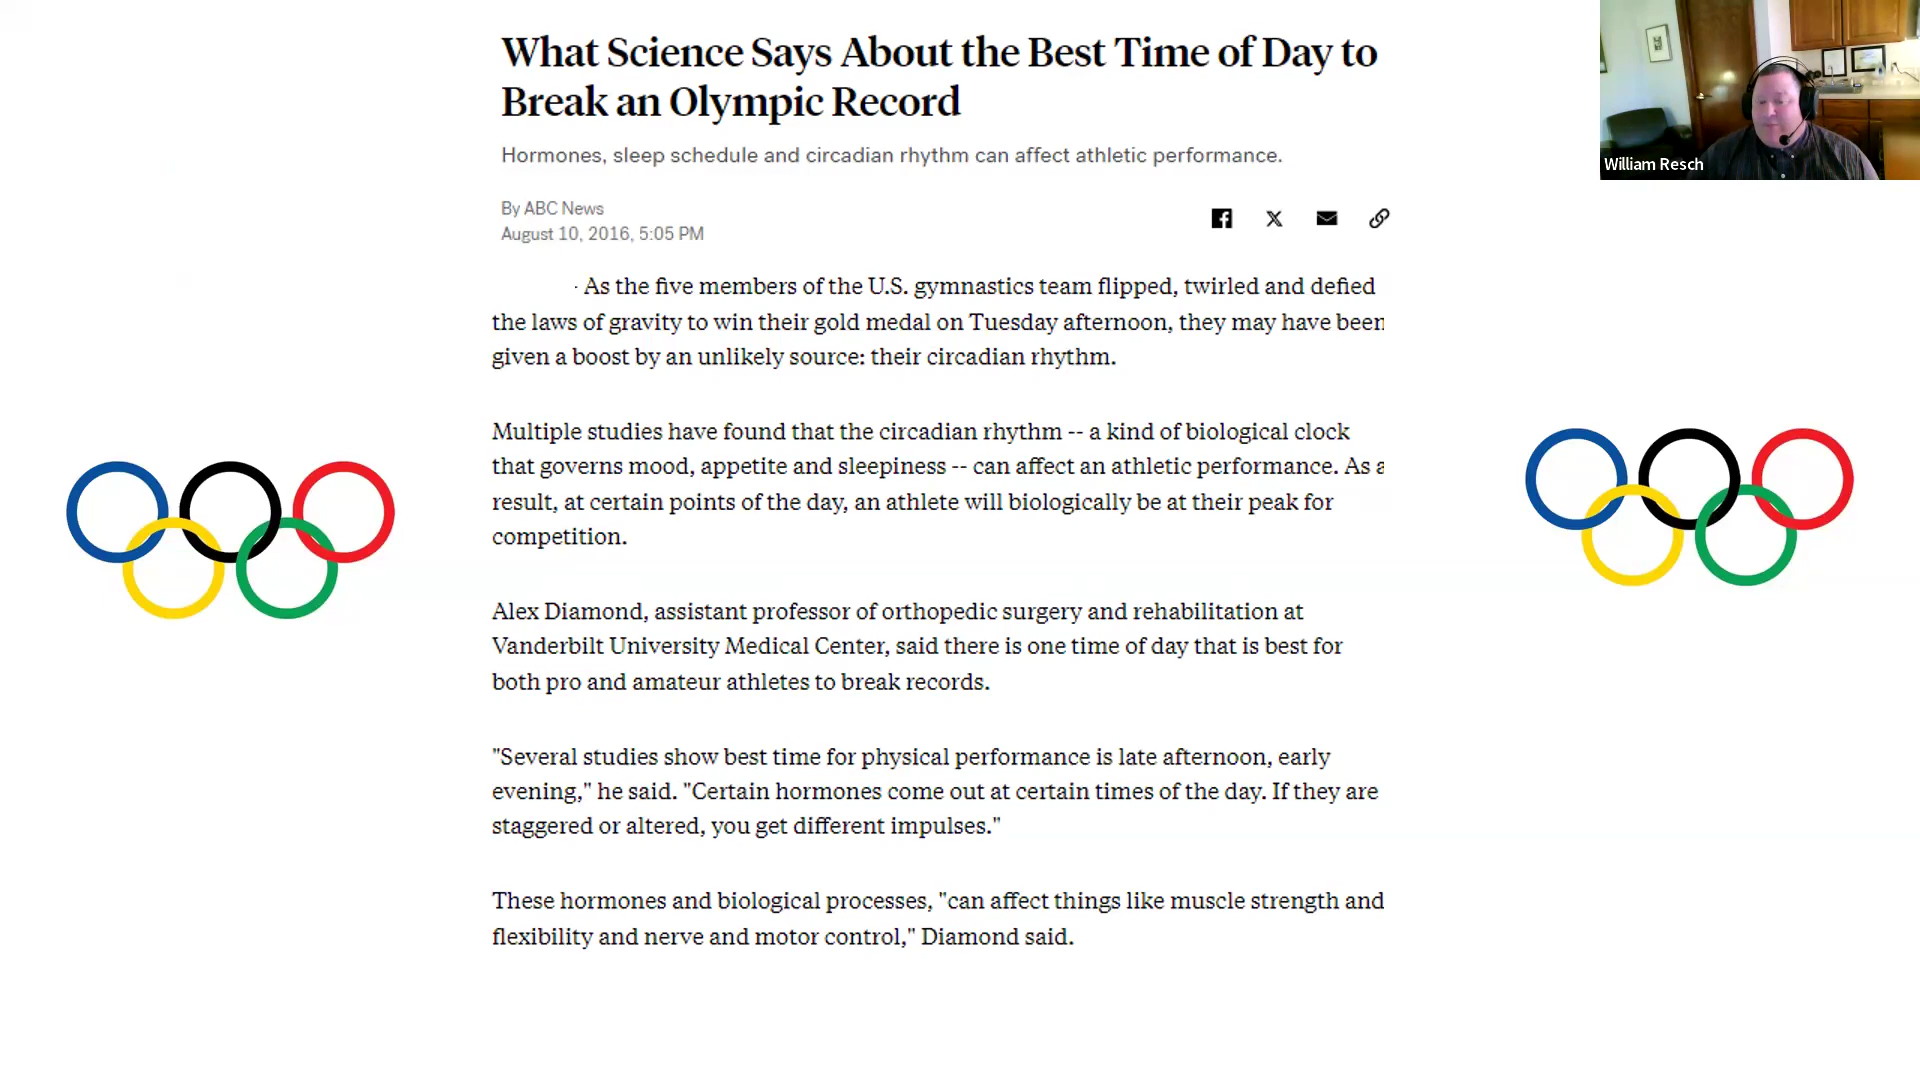 What Science Says About the Best Time of Day to
Break an Olympic Record
Hormones, sleep schedule and circadian rhythm can affect athletic performance.
By ABC News
August 10, 2016, 5:05 PM
William Resch
· As the five members of the U.S. gymnastics team flipped, twirled and defied
the laws of gravity to win their gold medal on Tuesday afternoon, they may have been
given a boost by an unlikely source: their circadian rhythm.
Multiple studies have found that the circadian rhythm -- a kind of biological clock
that governs mood, appetite and sleepiness -- can affect an athletic performance. As a
result, at certain points of the day, an athlete will biologically be at their peak for
competition.
Alex Diamond, assistant professor of orthopedic surgery and rehabilitation at
Vanderbilt University Medical Center, said there is one time of day that is best for
both pro and amateur athletes to break records.
"Several studies show best time for physical performance is late afternoon, early
evening," he said. "Certain hormones come out at certain times of the day. If they are
staggered or altered, you get different impulses."
These hormones and biological processes, "can affect things like muscle strength and
flexibility and nerve and motor control," Diamond said.